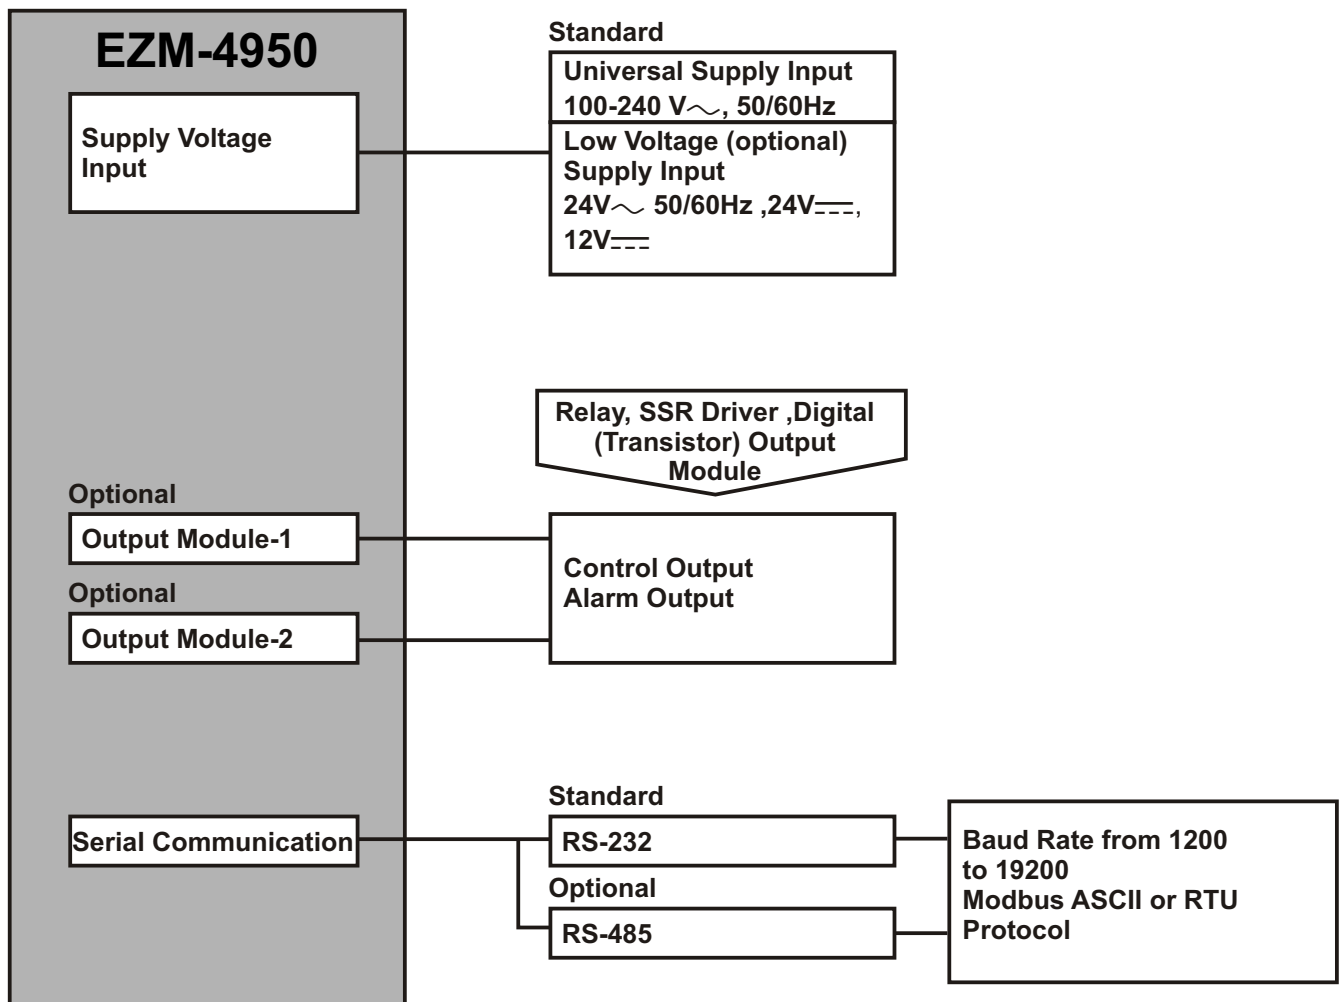 EZM-4950
Supply Voltage
Input
Standard
Universal Supply Input
100-240 V⏦, 50/60Hz
Low Voltage (optional)
Supply Input
24V⏦ 50/60Hz ,24V⎓,
12V⎓
Relay, SSR Driver ,Digital
(Transistor) Output
Module
Optional
Output Module-1
Optional
Output Module-2
Control Output
Alarm Output
Serial Communication
Standard
RS-232
Optional
RS-485
Baud Rate from 1200
to 19200
Modbus ASCII or RTU
Protocol